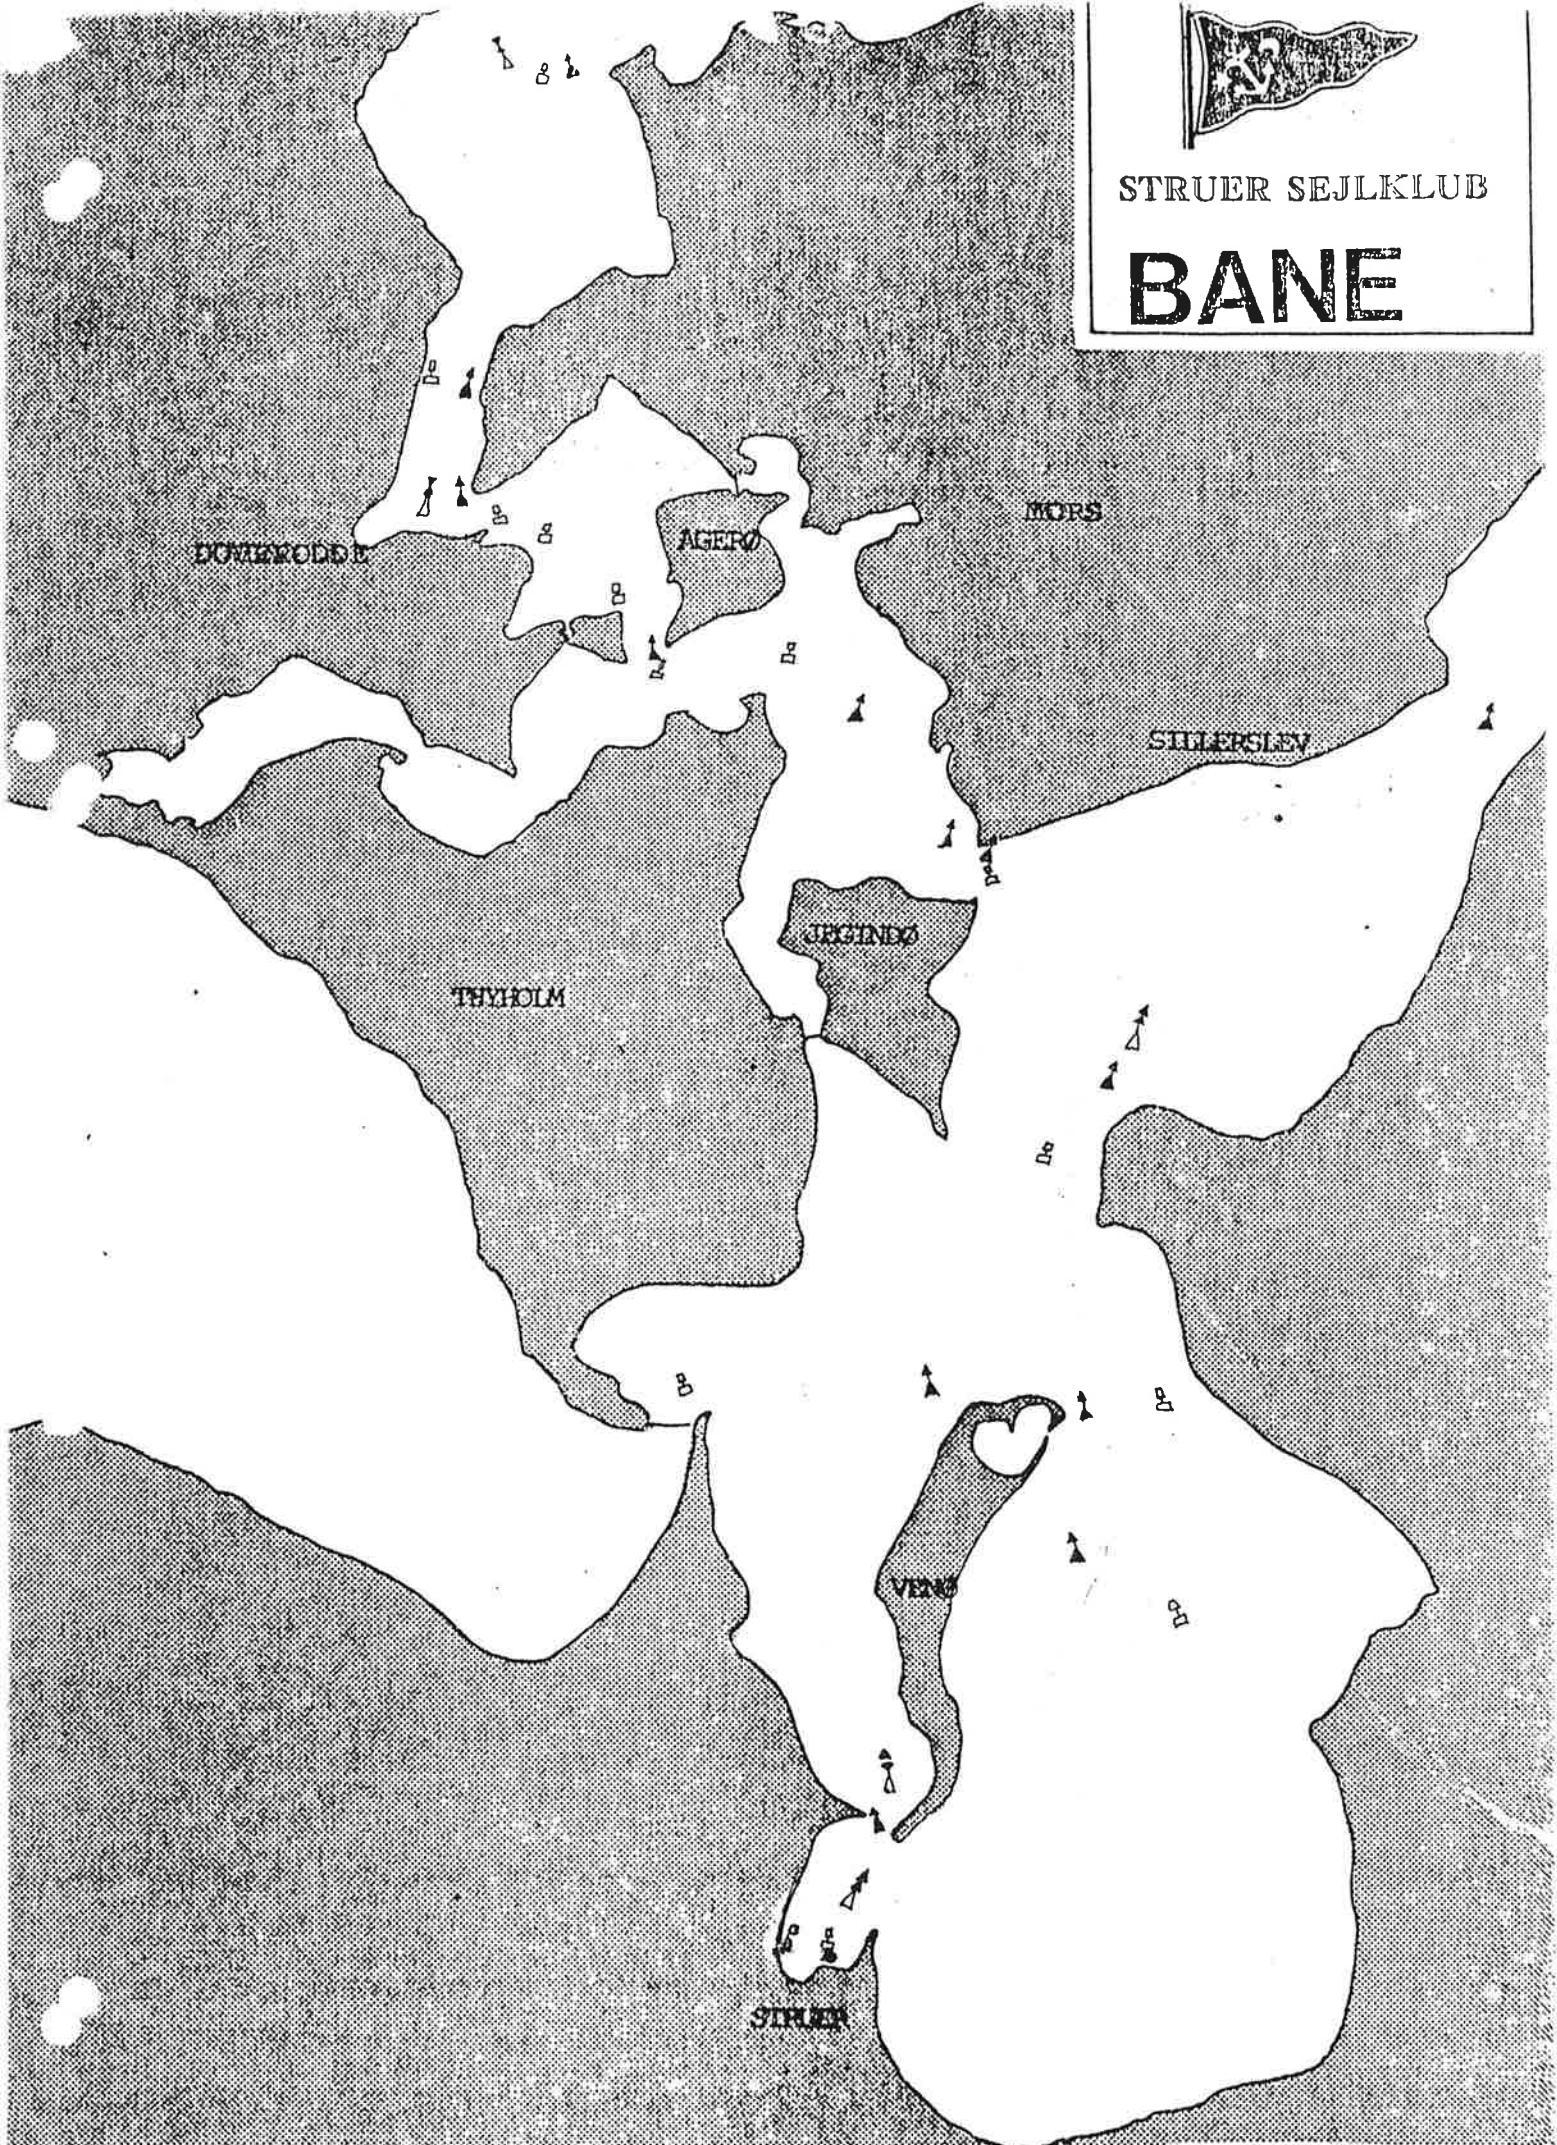 STRUER SEJLKLUB
BANE
MORS
AGERØ
SILLERSLEV
JEGINDØ
THYHOLM
VENØ
STRUER